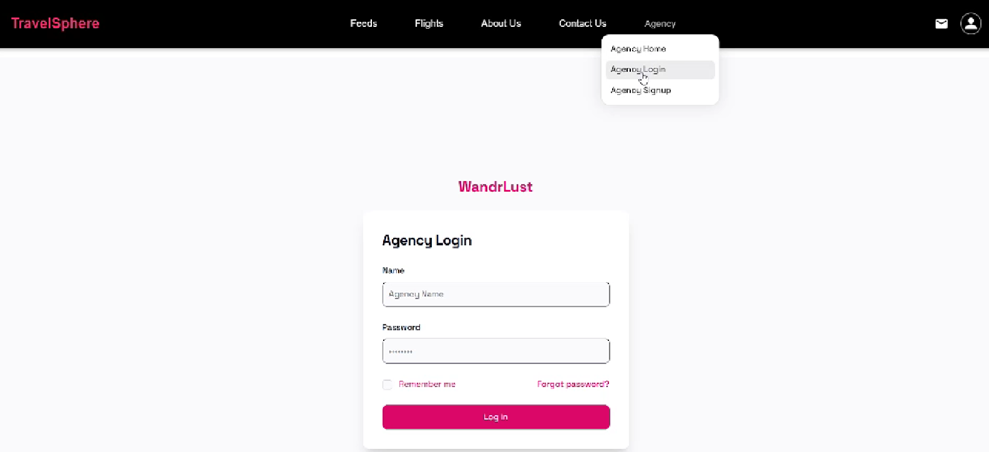 TravelSphere Feeds Flights About Us Contact Us Agency
Agency Home
Agency Login
Agency Signup
WandrLust
Agency Login
Name
Agency Name
Password
••••••••
Remember me Forgot password?
Log in